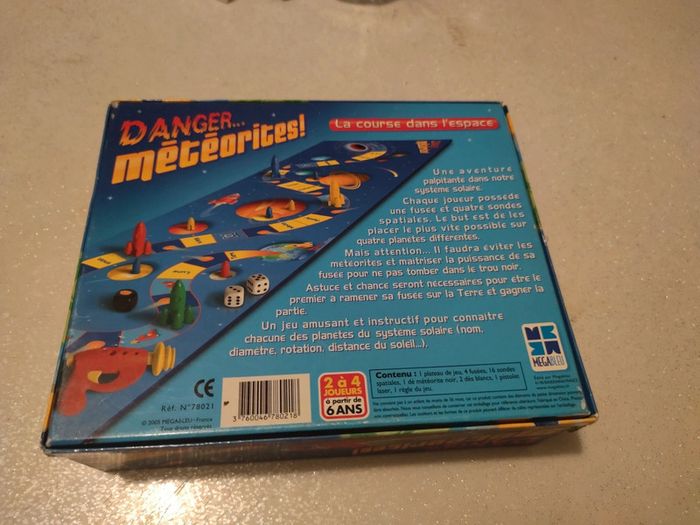 DANGER...
météorites!
La course dans l'espace
Une aventure
palpitante dans notre
système solaire.
Chaque joueur possède
une fusée et quatre sondes
spatiales. Le but est de les
placer le plus vite possible sur
quatre planètes différentes.
Mais attention... Il faudra éviter les
météorites et maîtriser la puissance de sa
fusée pour ne pas tomber dans le trou noir.
Astuce et chance seront nécessaires pour être le
premier a ramener sa fusée sur la Terre et gagner la
partie.
Un jeu amusant et instructif pour connaître
chacune des planètes du système solaire (nom,
diamètre, rotation, distance du soleil...).
MEGABLEU
CE
Réf. N°78021
© 2005 MEGABLEU - France
Tous droits réservés
3 760046 780218
2 à 4
JOUEURS
à partir de
6 ANS
Contenu : 1 plateau de jeu, 4 fusées, 16 sondes
spatiales, 1 dé météorite noir, 2 dés blancs, 1 pistolet
laser, 1 règle du jeu.